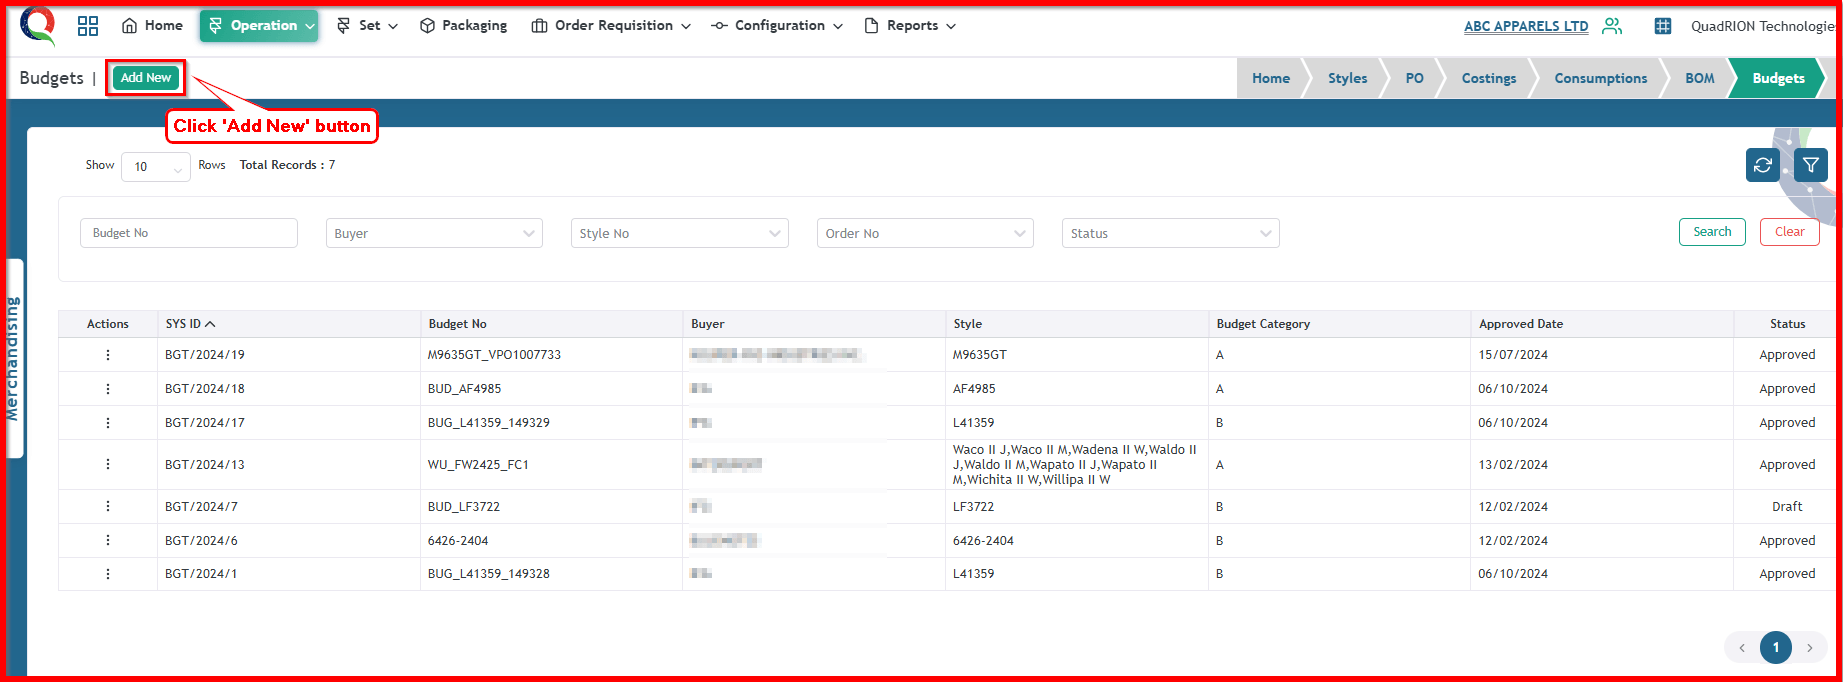 Home Operation Set Packaging Order Requisition Configuration Reports ABC APPARELS LTD QuadRION Technologie
Budgets | Add New Home Styles PO Costings Consumptions BOM Budgets
Click 'Add New' button
Show 10 Rows Total Records : 7
Budget No Buyer Style No Order No Status Search Clear
Merchandising
Actions SYS ID Budget No Buyer Style Budget Category Approved Date Status
BGT/2024/19 M9635GT_VPO1007733 M9635GT A 15/07/2024 Approved
BGT/2024/18 BUD_AF4985 AF4985 A 06/10/2024 Approved
BGT/2024/17 BUG_L41359_149329 L41359 B 06/10/2024 Approved
BGT/2024/13 WU_FW2425_FC1 Waco II J,Waco II M,Wadena II W,Waldo II
J,Waldo II M,Wapato II J,Wapato II
M,Wichita II W,Willipa II W A 13/02/2024 Approved
BGT/2024/7 BUD_LF3722 LF3722 B 12/02/2024 Draft
BGT/2024/6 6426-2404 6426-2404 B 12/02/2024 Approved
BGT/2024/1 BUG_L41359_149328 L41359 B 06/10/2024 Approved
1